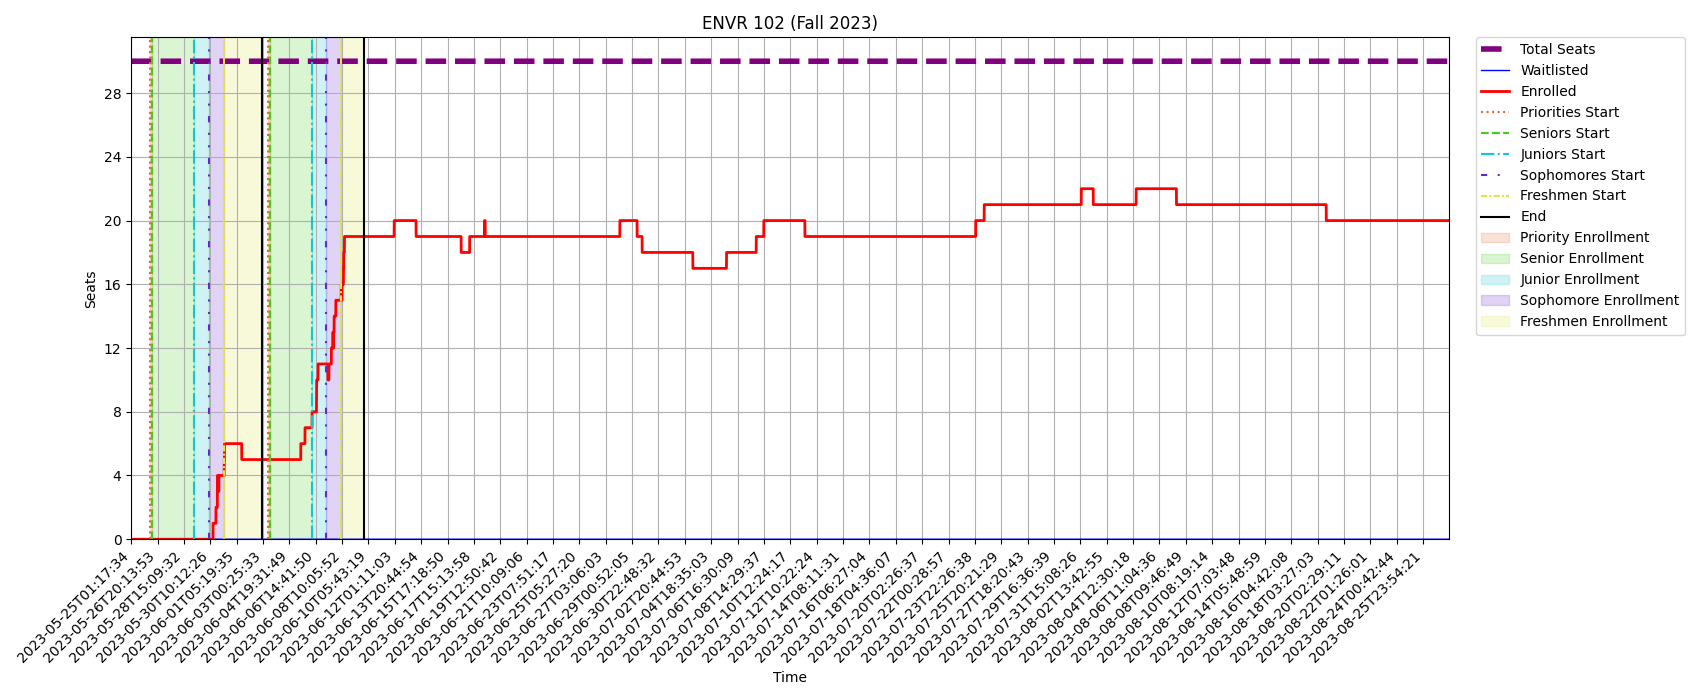 ENVR 102 (Fall 2023)
Seats
28
24
20
16
12
8
4
0
2023-05-25T01:17:34
2023-05-26T20:13:53
2023-05-28T15:09:32
2023-05-30T10:12:26
2023-06-01T05:19:35
2023-06-03T00:25:33
2023-06-04T19:31:49
2023-06-06T14:41:50
2023-06-08T10:05:52
2023-06-10T05:43:19
2023-06-12T01:11:03
2023-06-13T20:44:54
2023-06-15T17:18:50
2023-06-17T15:13:58
2023-06-19T12:50:42
2023-06-21T10:09:06
2023-06-23T07:51:17
2023-06-25T05:27:20
2023-06-27T03:06:03
2023-06-29T00:52:05
2023-06-30T22:48:32
2023-07-02T20:44:53
2023-07-04T18:35:03
2023-07-06T16:30:09
2023-07-08T14:29:37
2023-07-10T12:24:17
2023-07-12T10:22:24
2023-07-14T08:11:31
2023-07-16T06:27:04
2023-07-18T04:36:07
2023-07-20T02:26:37
2023-07-22T00:28:57
2023-07-23T22:26:38
2023-07-25T20:21:29
2023-07-27T18:20:43
2023-07-29T16:36:39
2023-07-31T15:08:26
2023-08-02T13:42:55
2023-08-04T12:30:18
2023-08-06T11:04:36
2023-08-08T09:46:49
2023-08-10T08:19:14
2023-08-12T07:03:48
2023-08-14T05:48:59
2023-08-16T04:42:08
2023-08-18T03:27:03
2023-08-20T02:29:11
2023-08-22T01:26:01
2023-08-24T00:42:44
2023-08-25T23:54:21
Time
Total Seats
Waitlisted
Enrolled
Priorities Start
Seniors Start
Juniors Start
Sophomores Start
Freshmen Start
End
Priority Enrollment
Senior Enrollment
Junior Enrollment
Sophomore Enrollment
Freshmen Enrollment